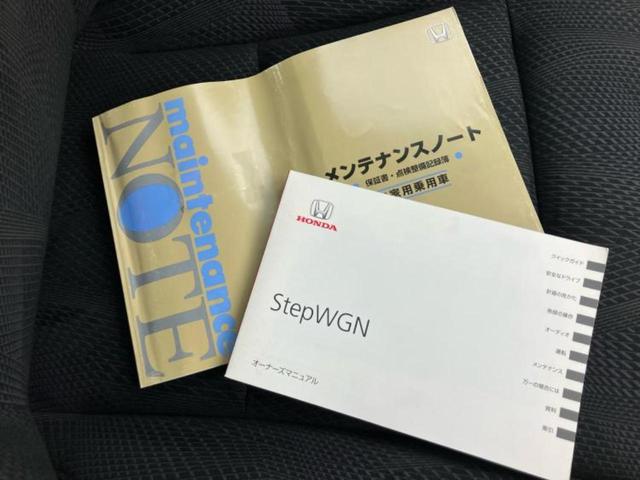 maintenance
NOTE
メンテナンスノート
保証書・点検整備記録簿
家用乗用車
HONDA
StepWGN
オーナーズマニュアル
クイックガイド
安全なドライブ
計器の見かた
各部の操作
オーディオ
運転
メンテナンス
万一の場合には
資料
索引